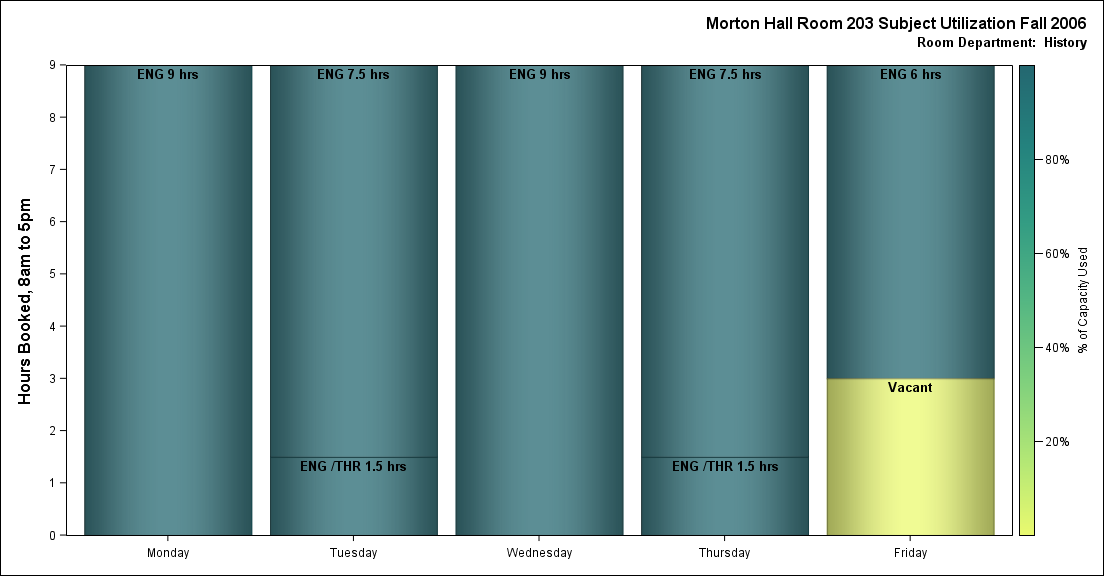 Morton Hall Room 203 Subject Utilization Fall 2006
Room Department: History
Hours Booked, 8am to 5pm
9
8
7
6
5
4
3
2
1
0
ENG 9 hrs
ENG 7.5 hrs
ENG 9 hrs
ENG 7.5 hrs
ENG 6 hrs
Vacant
ENG /THR 1.5 hrs
ENG /THR 1.5 hrs
Monday
Tuesday
Wednesday
Thursday
Friday
80%
60%
40%
20%
% of Capacity Used